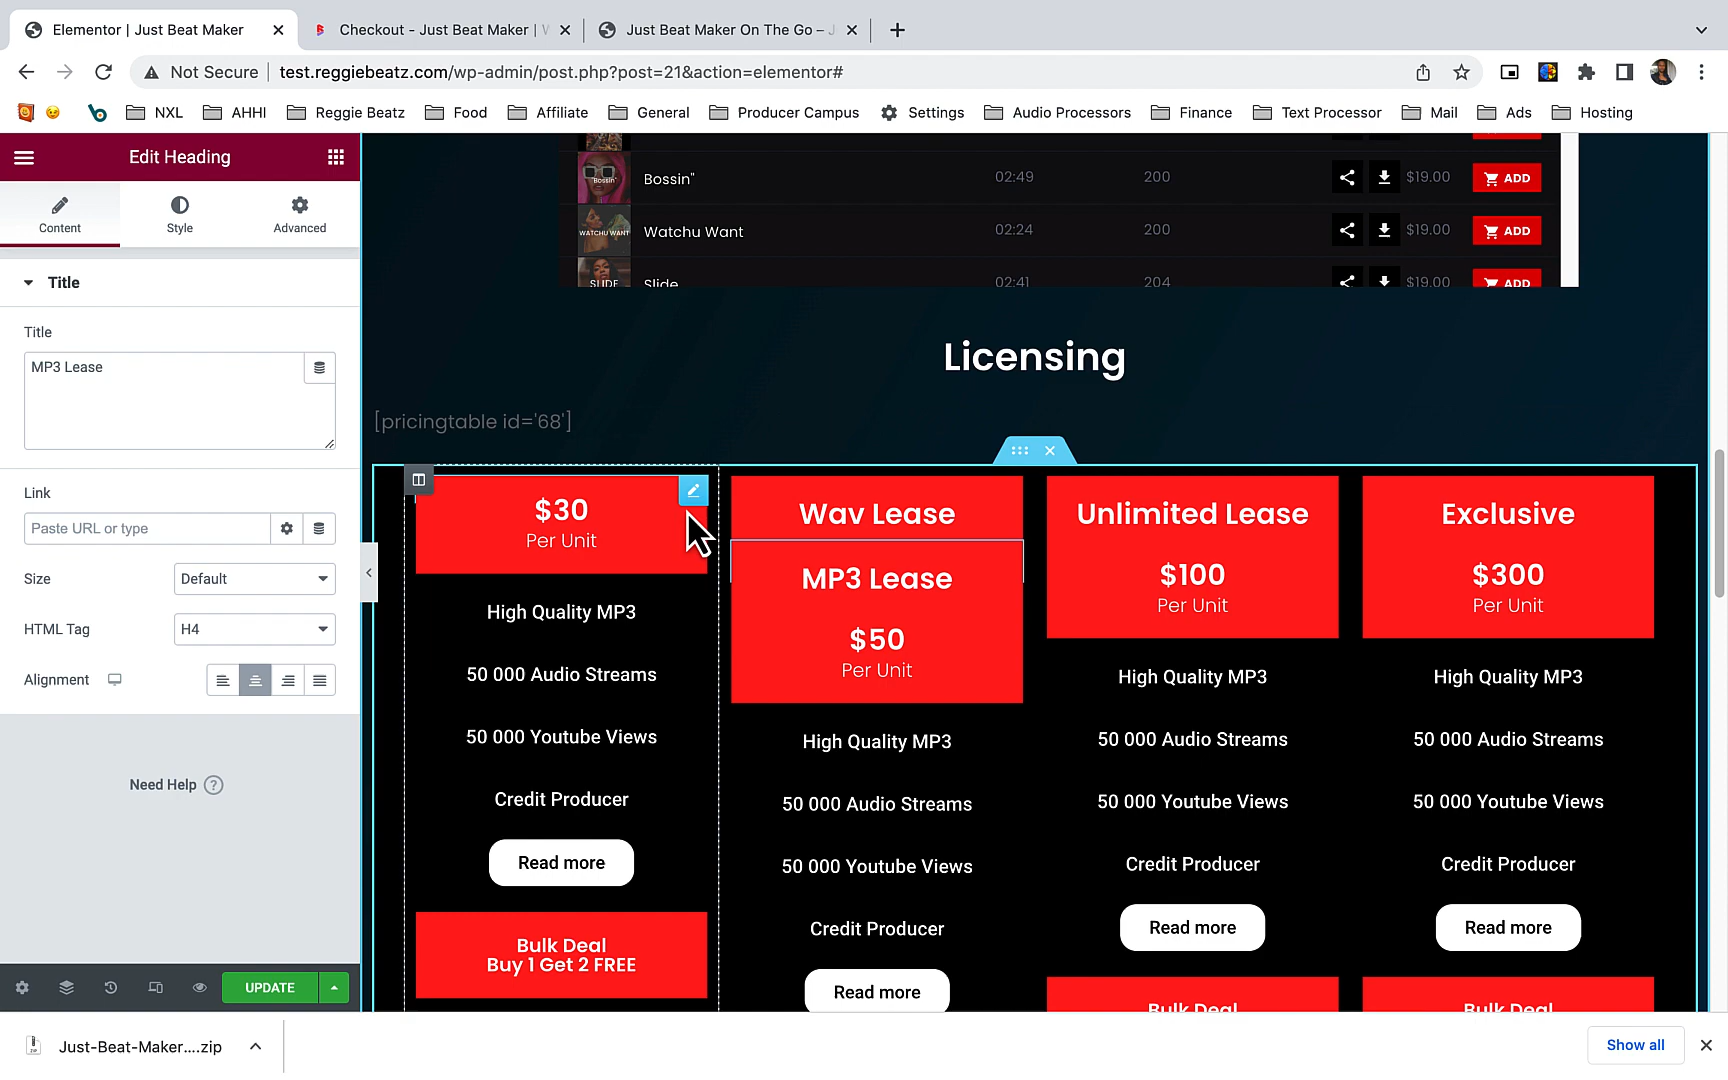 Elementor | Just Beat Maker
Checkout - Just Beat Maker |
Just Beat Maker On The Go –
Not Secure
test.reggiebeatz.com/wp-admin/post.php?post=21&action=elementor#
NXL
AHHI
Reggie Beatz
Food
Affiliate
General
Producer Campus
Settings
Audio Processors
Finance
Text Processor
Mail
Ads
Hosting
Edit Heading
Content
Style
Advanced
Title
Title
MP3 Lease
Link
Paste URL or type
Size
Default
HTML Tag
H4
Alignment
Need Help
?
UPDATE
Bossin"
02:49
200
$19.00
ADD
WATCHU WANT
Watchu Want
02:24
200
$19.00
ADD
SLIDE
Slide
02:41
204
$19.00
ADD
Licensing
[pricingtable id='68']
$30
Per Unit
High Quality MP3
50 000 Audio Streams
50 000 Youtube Views
Credit Producer
Read more
Bulk Deal
Buy 1 Get 2 FREE
Wav Lease
MP3 Lease
$50
Per Unit
High Quality MP3
50 000 Audio Streams
50 000 Youtube Views
Credit Producer
Read more
Unlimited Lease
$100
Per Unit
High Quality MP3
50 000 Audio Streams
50 000 Youtube Views
Credit Producer
Read more
Bulk Deal
Exclusive
$300
Per Unit
High Quality MP3
50 000 Audio Streams
50 000 Youtube Views
Credit Producer
Read more
Bulk Deal
Just-Beat-Maker....zip
Show all